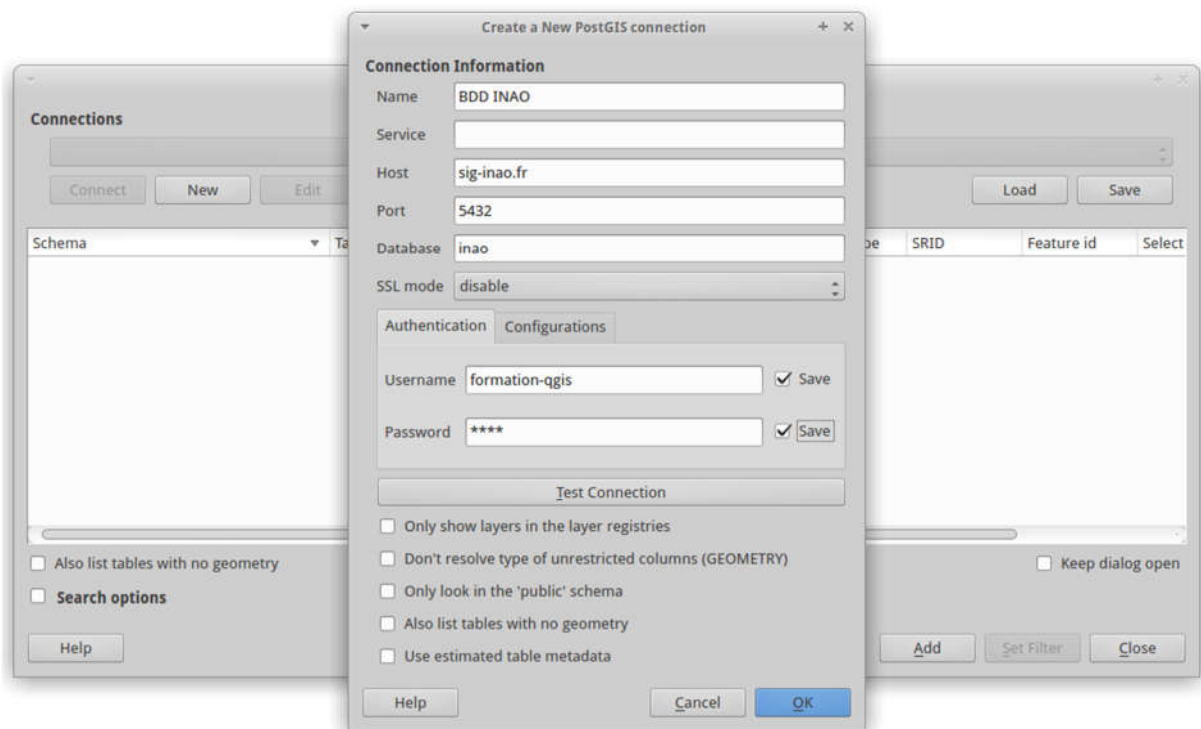 Create a New PostGIS connection
Connection Information
Name BDD INAO
Service
Host sig-inao.fr
Port 5432
Database inao
SSL mode disable
Authentication Configurations
Username formation-qgis Save
Password **** Save
Test Connection
Only show layers in the layer registries
Don't resolve type of unrestricted columns (GEOMETRY)
Only look in the 'public' schema
Also list tables with no geometry
Use estimated table metadata
Help Cancel OK
Connections
Connect New Edit Load Save
Schema SRID Feature id Select
Also list tables with no geometry Keep dialog open
Search options
Help Add Set Filter Close